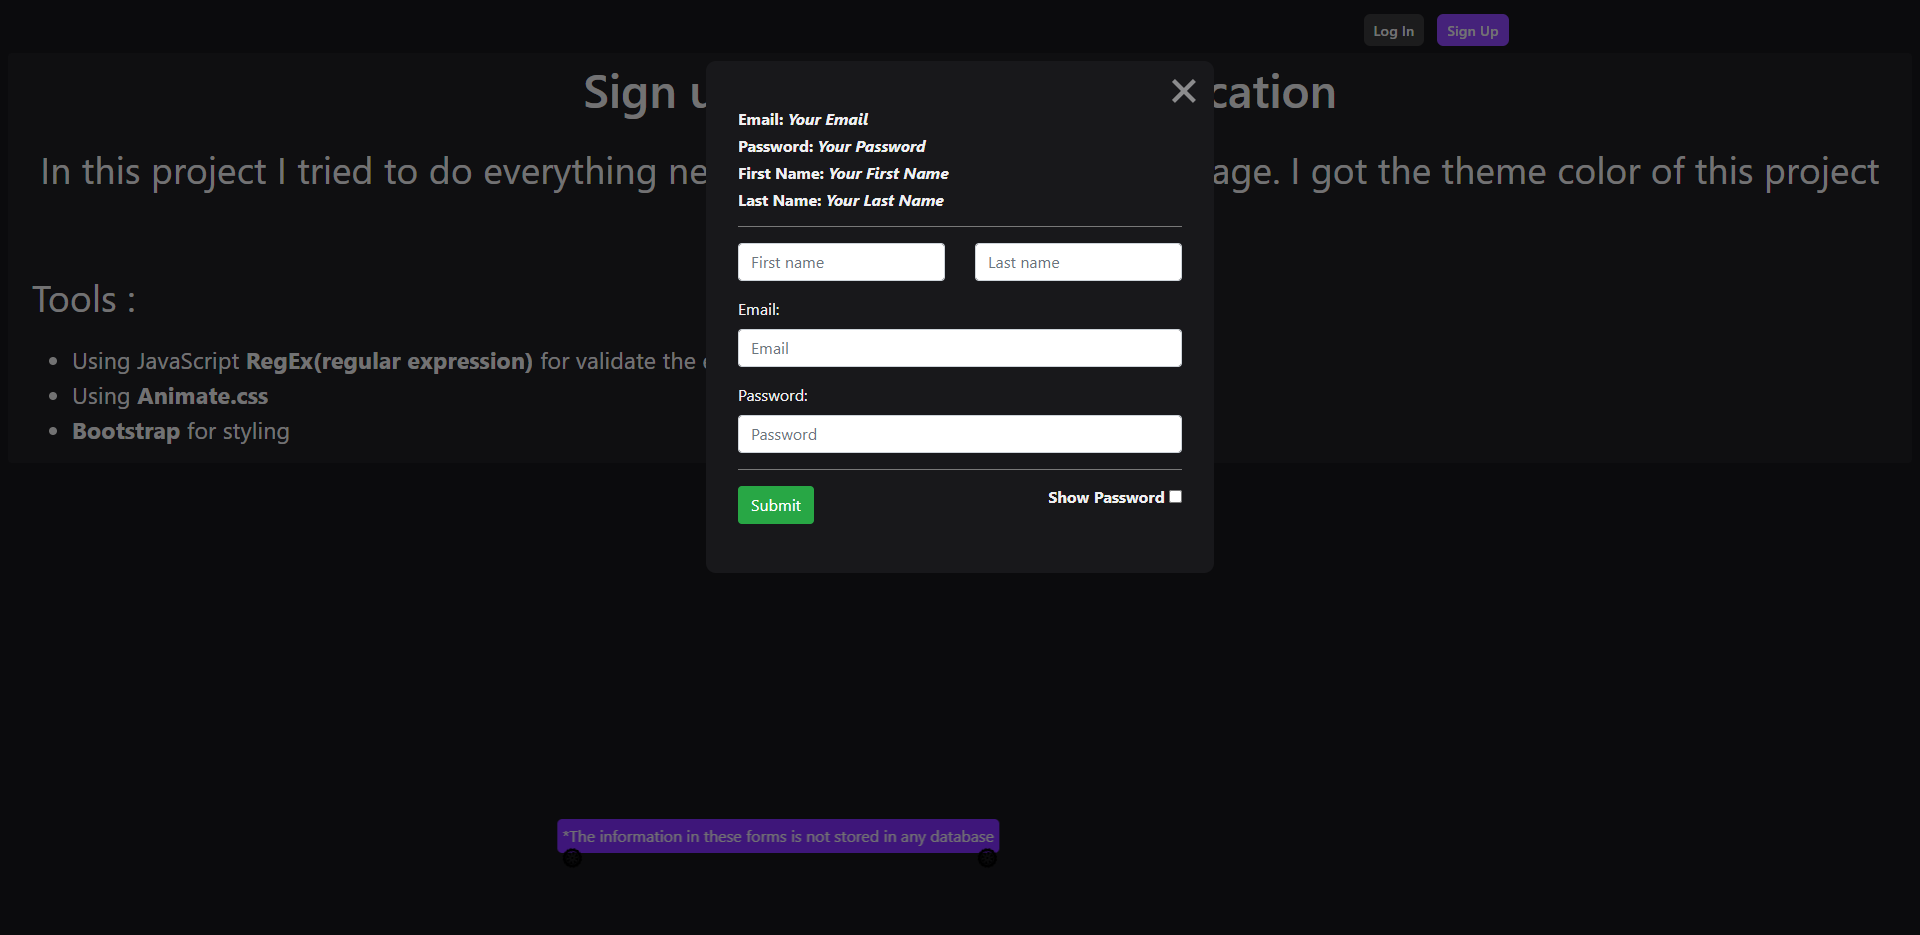 Log In Sign Up
Sign u cation
In this project I tried to do everything ne age. I got the theme color of this project
Email: Your Email
Password: Your Password
First Name: Your First Name
Last Name: Your Last Name
First name Last name
Tools :
Email:
Email
• Using JavaScript RegEx(regular expression) for validate the
• Using Animate.css
• Bootstrap for styling
Password:
Password
Submit Show Password
*The information in these forms is not stored in any database